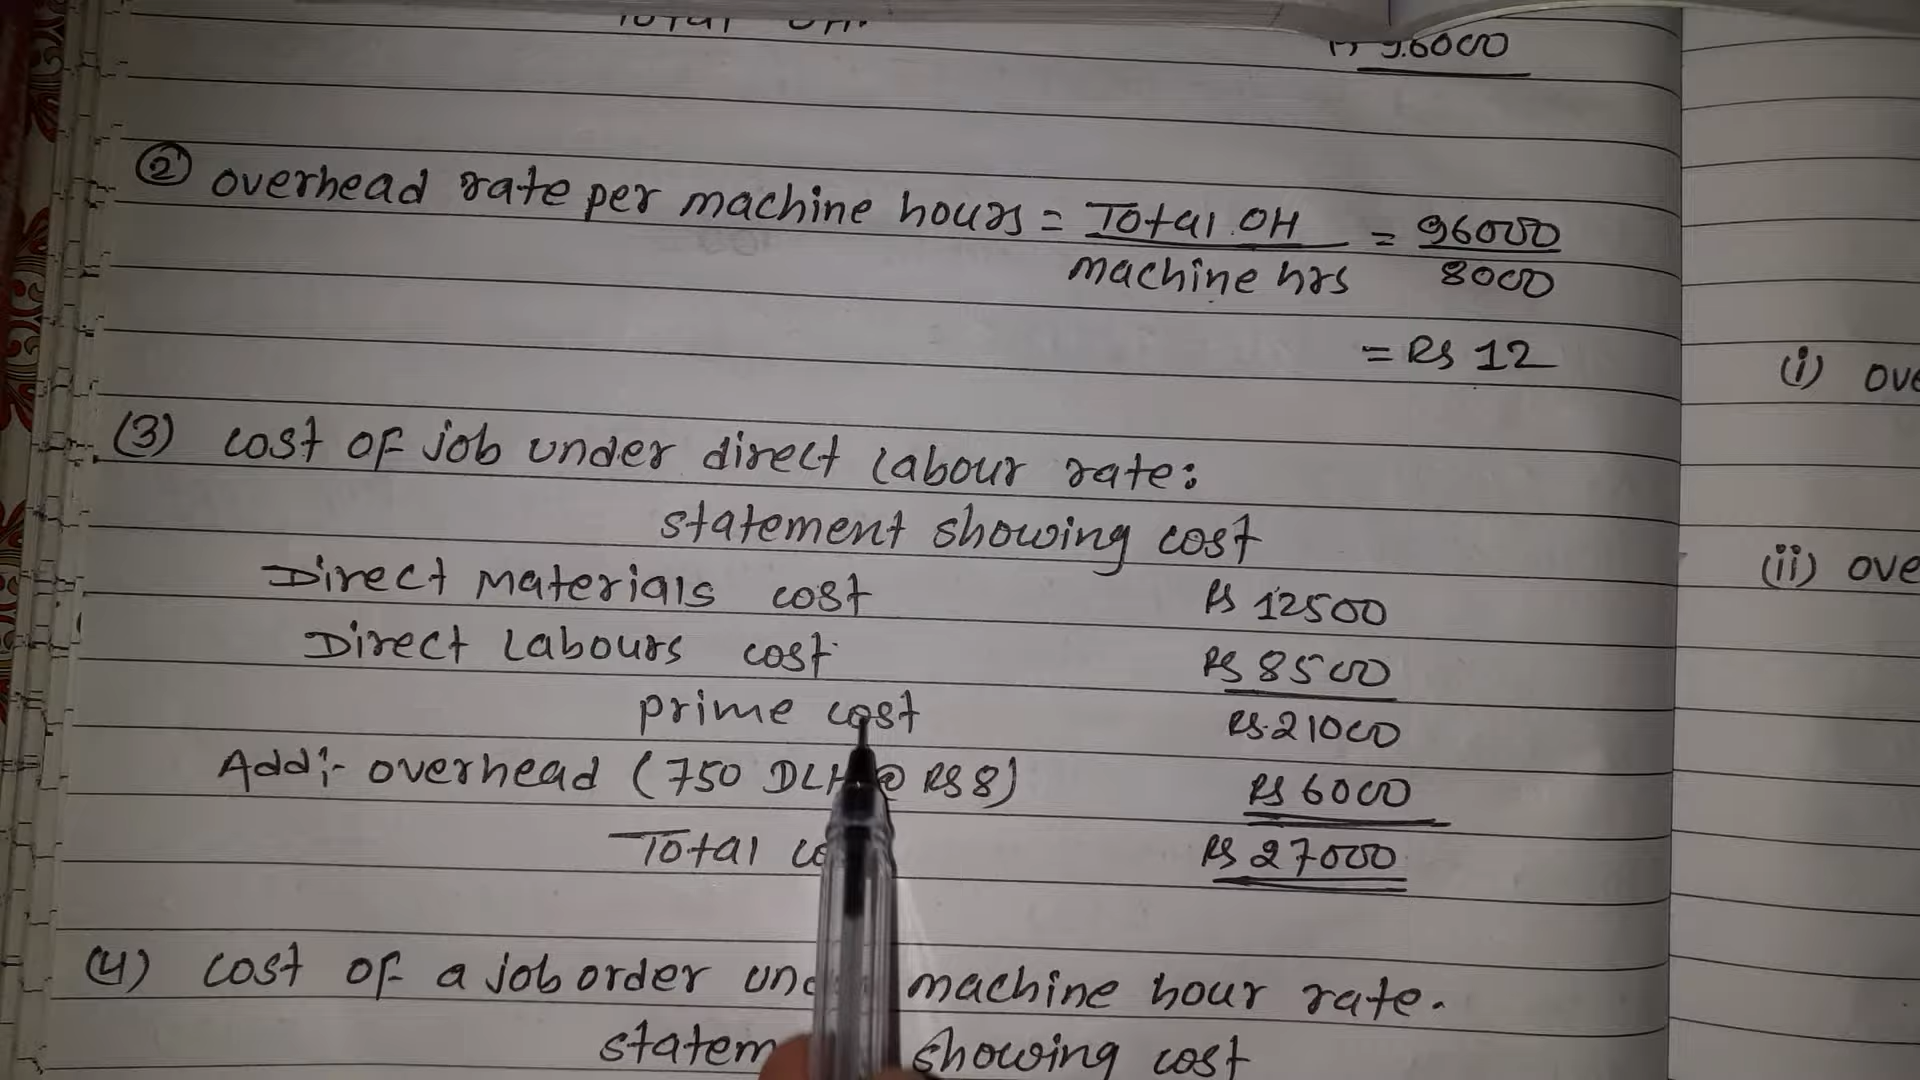 Total OH.
Rs 96000
(2) overhead rate per machine hours = Total OH / machine hrs = 96000 / 8000
= Rs 12
(3) cost of job under direct labour rate:
statement showing cost
Direct Materials cost Rs 12500
Direct Labours cost Rs 8500
prime cost Rs. 21000
Add:- overhead (750 DLH @ Rs 8) Rs 6000
Total Rs 27000
(4) cost of a job order machine hour rate.
showing cost
(i)
(ii)